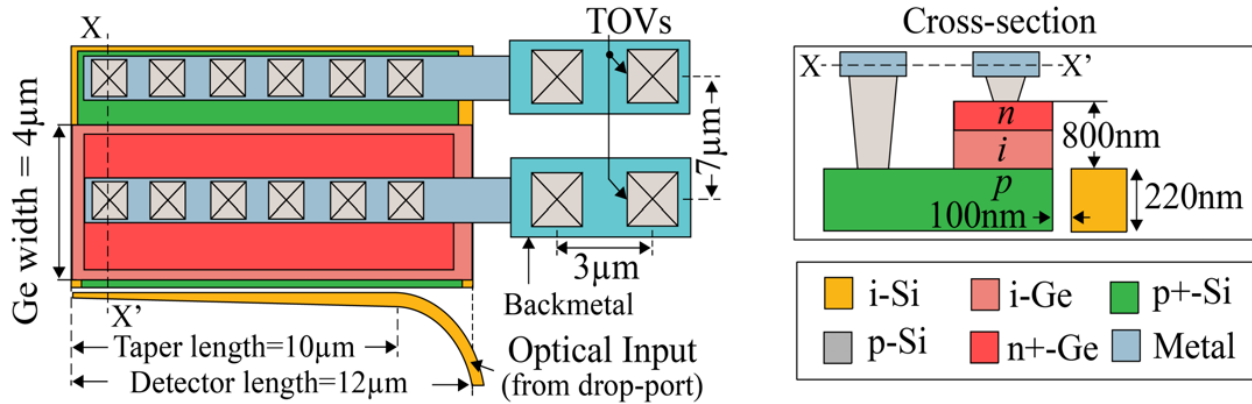 X
TOVs
Ge width = 4μm
7μm
3μm
Backmetal
X'
Taper length=10μm
Optical Input
(from drop-port)
Detector length=12μm
Cross-section
X
X'
n
i
p
800nm
100nm
220nm
i-Si
i-Ge
p+-Si
p-Si
n+-Ge
Metal